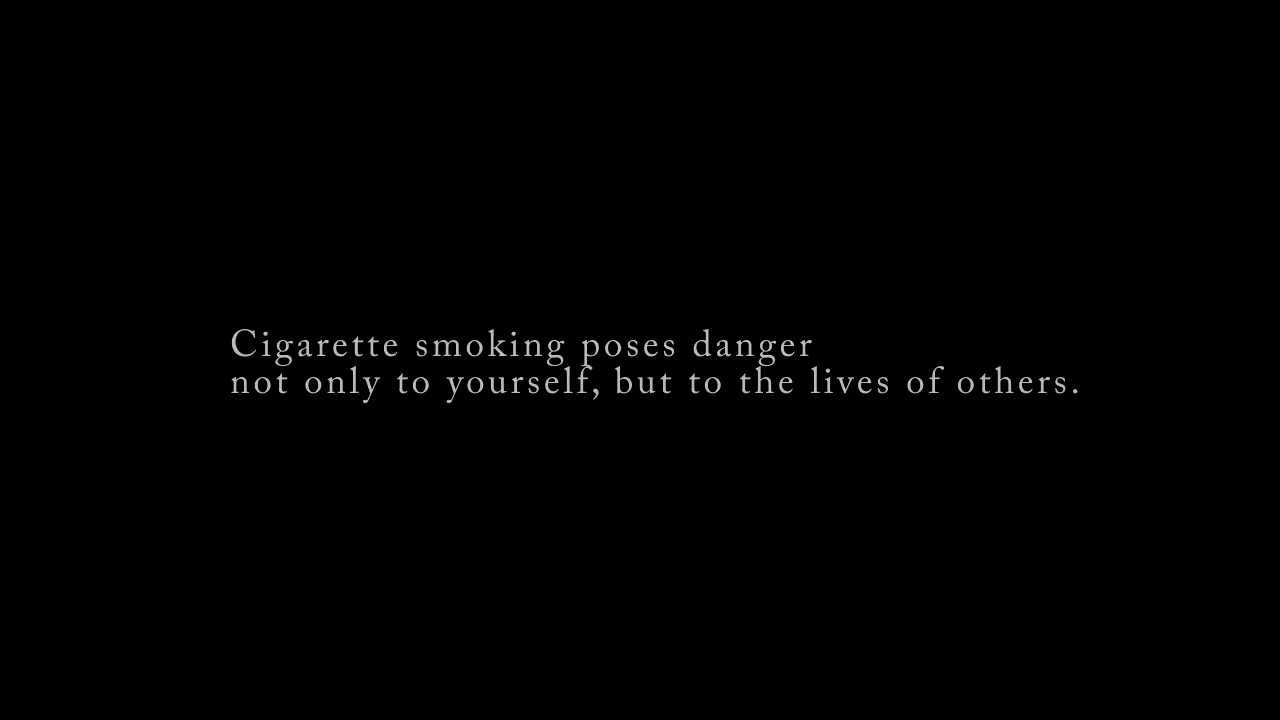 Cigarette smoking poses danger
not only to yourself, but to the lives of others.